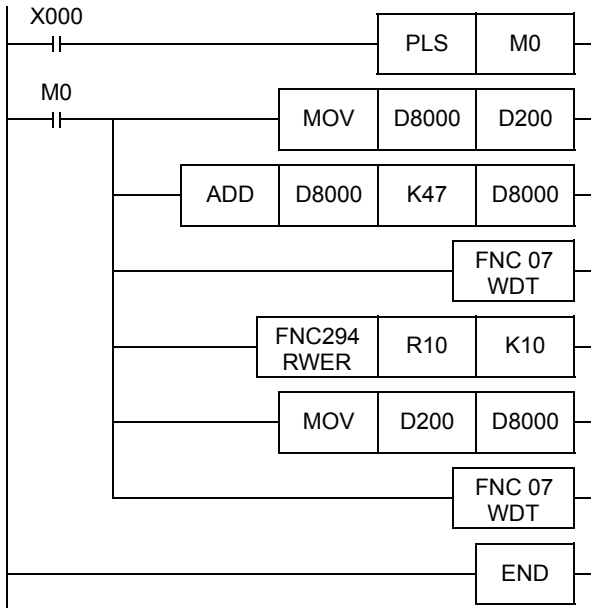 X000
PLS M0
M0
MOV D8000 D200
ADD D8000 K47 D8000
FNC 07
WDT
FNC294
RWER R10 K10
MOV D200 D8000
FNC 07
WDT
END